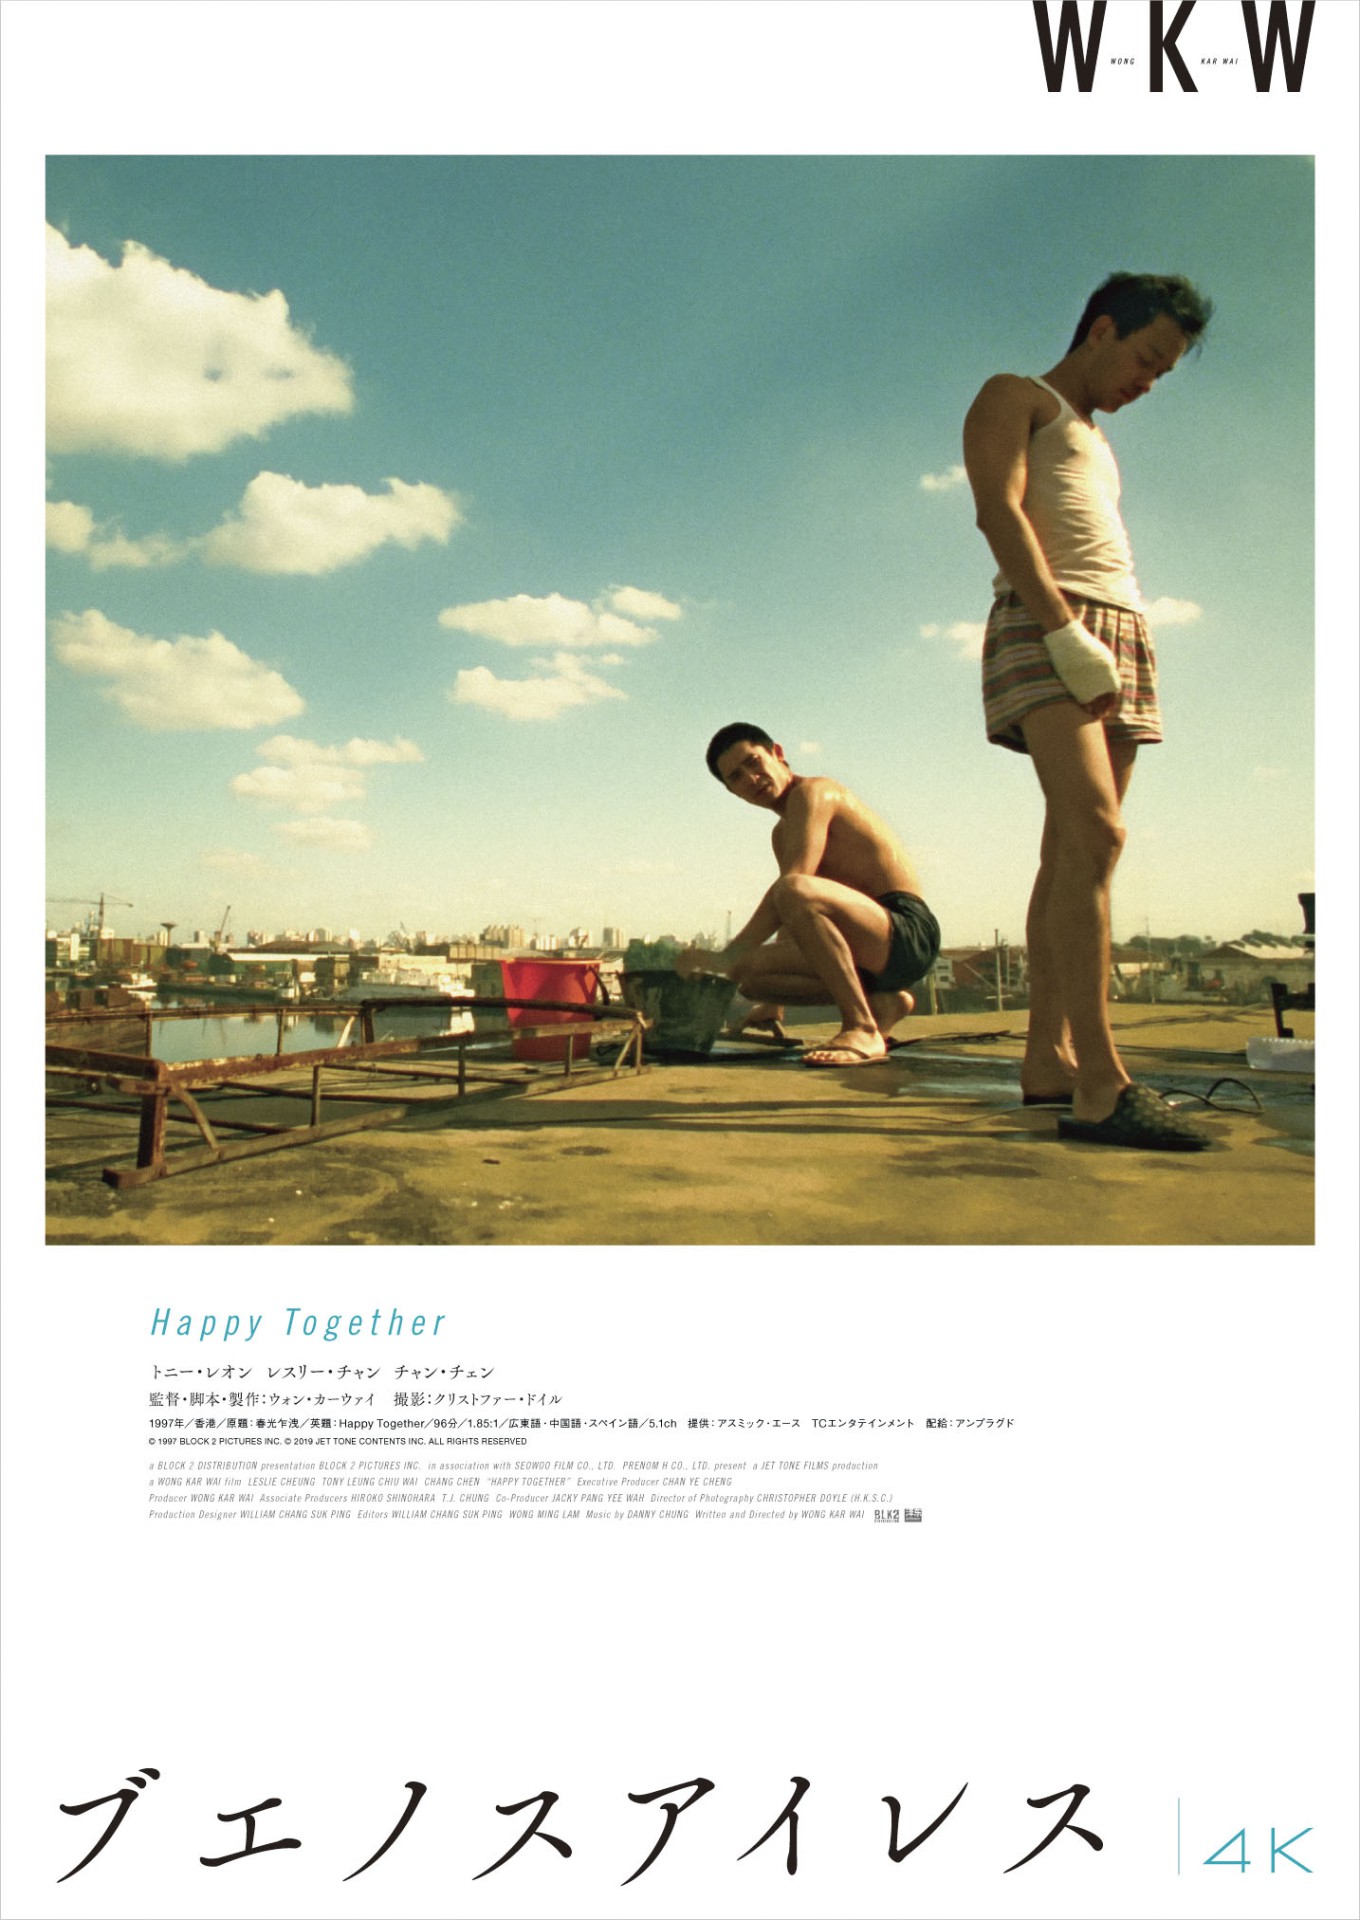 W WONG K KAR WAI W
Happy Together
トニー・レオン　レスリー・チャン　チャン・チェン
監督・脚本・製作：ウォン・カーウァイ　撮影：クリストファー・ドイル
1997年／香港／原題：春光乍洩／英題：Happy Together／96分／1.85:1／広東語・中国語・スペイン語／5.1ch　提供：アスミック・エース　TCエンタテインメント　配給：アンプラグド
© 1997 BLOCK 2 PICTURES INC. © 2019 JET TONE CONTENTS INC. ALL RIGHTS RESERVED
a BLOCK 2 DISTRIBUTION presentation BLOCK 2 PICTURES INC. in association with SEOWOO FILM CO., LTD. PRENOM H CO., LTD. present a JET TONE FILMS production
a WONG KAR WAI film LESLIE CHEUNG TONY LEUNG CHIU WAI CHANG CHEN "HAPPY TOGETHER" Executive Producer CHAN YE CHENG
Producer WONG KAR WAI Associate Producers HIROKO SHINOHARA T.J. CHUNG Co-Producer JACKY PANG YEE WAH Director of Photography CHRISTOPHER DOYLE (H.K.S.C.)
Production Designer WILLIAM CHANG SUK PING Editors WILLIAM CHANG SUK PING WONG MING LAM Music by DANNY CHUNG Written and Directed by WONG KAR WAI BLK2
ブエノスアイレス 4K